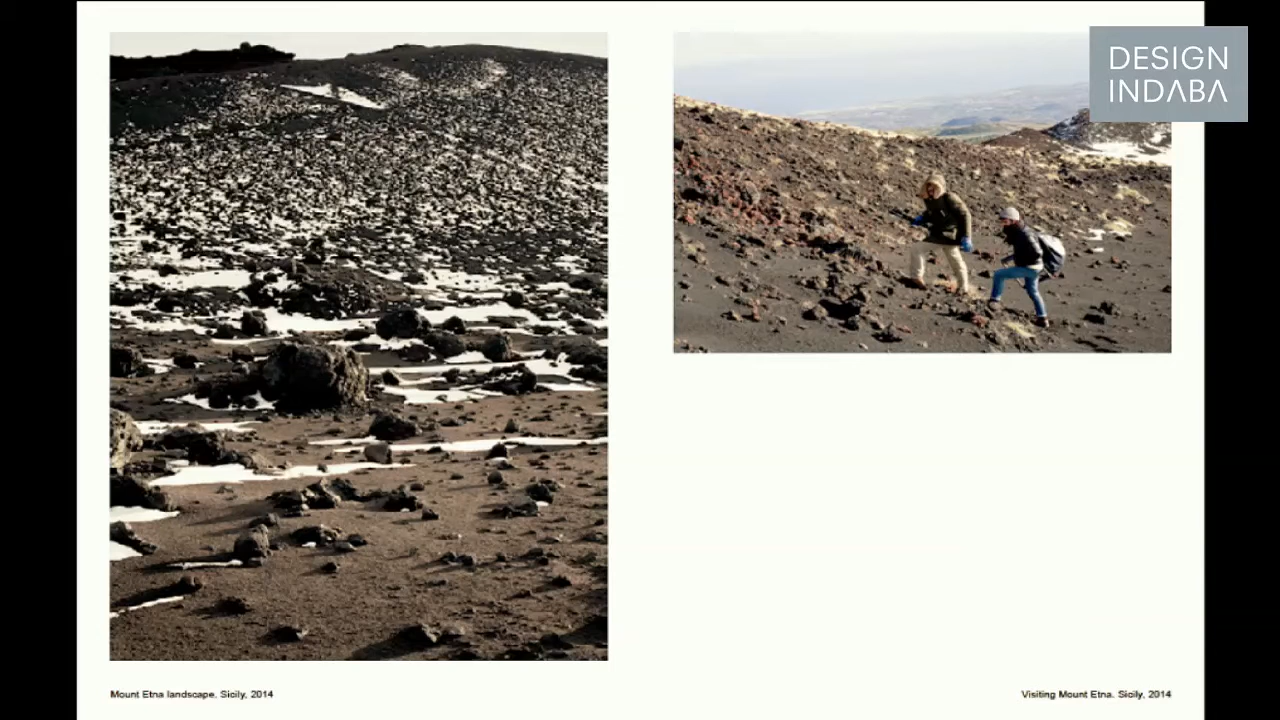 DESIGN
INDABA
Mount Etna landscape. Sicily, 2014
Visiting Mount Etna. Sicily, 2014